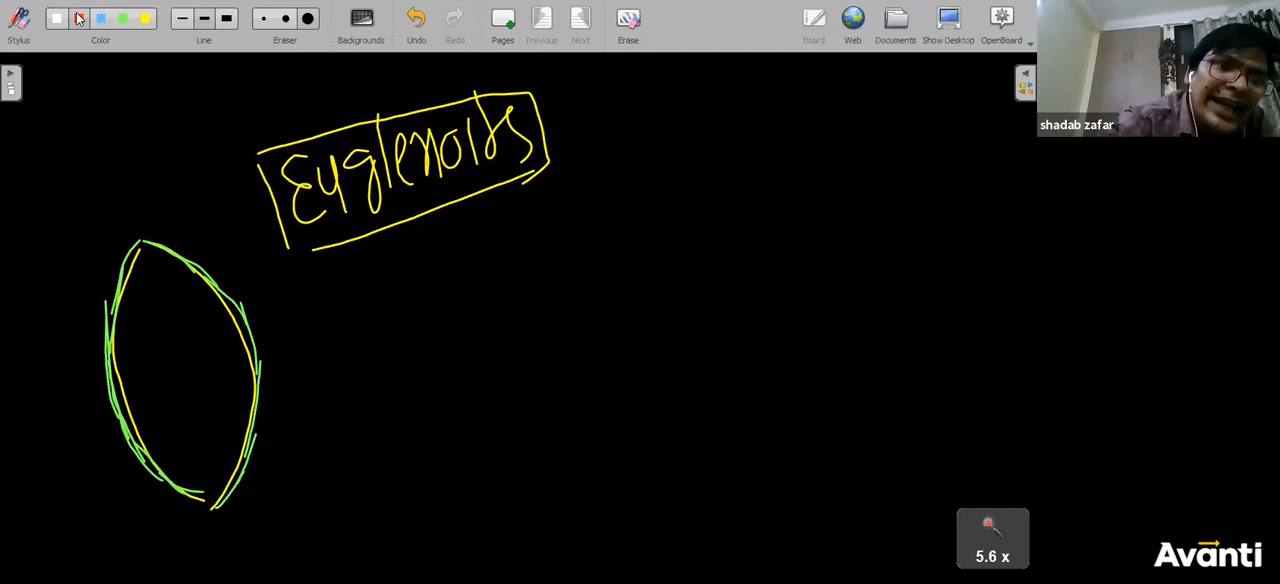 Stylus
Color
Line
Eraser
Backgrounds
Undo
Redo
Pages
Previous
Next
Erase
Board
Web
Documents
Show Desktop
OpenBoard
shadab zafar
Euglenoids
5.6 x
Avanti